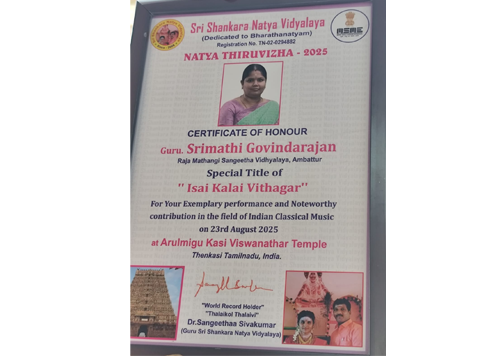 Sri Shankara Natya Vidyalaya
(Dedicated to Bharathanatyam)
Registration No. TN-02-0294892
NATYA THIRUVIZHA - 2025
CERTIFICATE OF HONOUR
Guru. Srimathi Govindarajan
Raja Mathangi Sangeetha Vidhyalaya, Ambattur
Special Title of
" Isai Kalai Vithagar"
For Your Exemplary performance and Noteworthy
contribution in the field of Indian Classical Music
on 23rd August 2025
at Arulmigu Kasi Viswanathar Temple
Thenkasi Tamilnadu, India.
"World Record Holder"
"Thalaikol Thalaivi"
Dr.Sangeethaa Sivakumar
(Guru Sri Shankara Natya Vidyalaya)